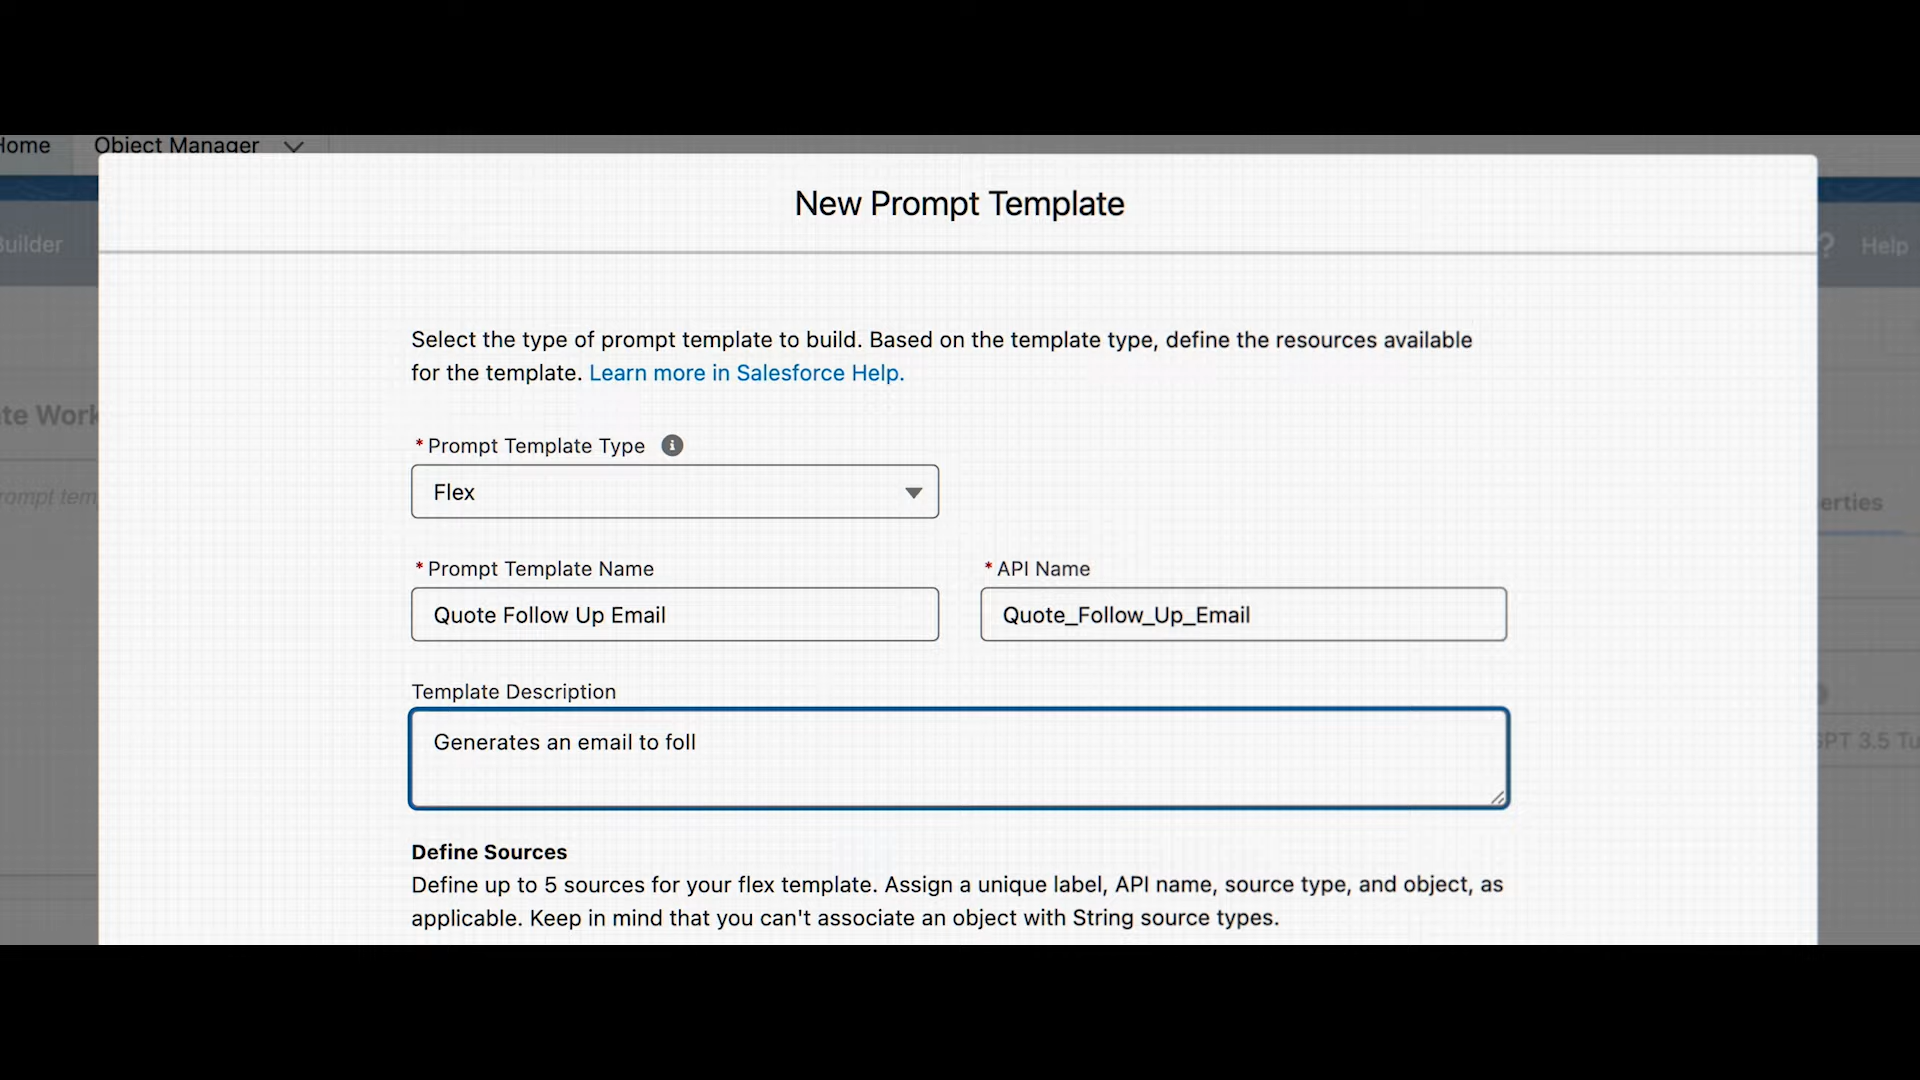 Home Object Manager
New Prompt Template
Builder
? Help
Select the type of prompt template to build. Based on the template type, define the resources available
for the template. Learn more in Salesforce Help.
ate Work
* Prompt Template Type
Flex
* Prompt Template Name
* API Name
Quote Follow Up Email
Quote_Follow_Up_Email
Template Description
Generates an email to foll
Define Sources
Define up to 5 sources for your flex template. Assign a unique label, API name, source type, and object, as
applicable. Keep in mind that you can't associate an object with String source types.
rompt tem
erties
GPT 3.5 Tu